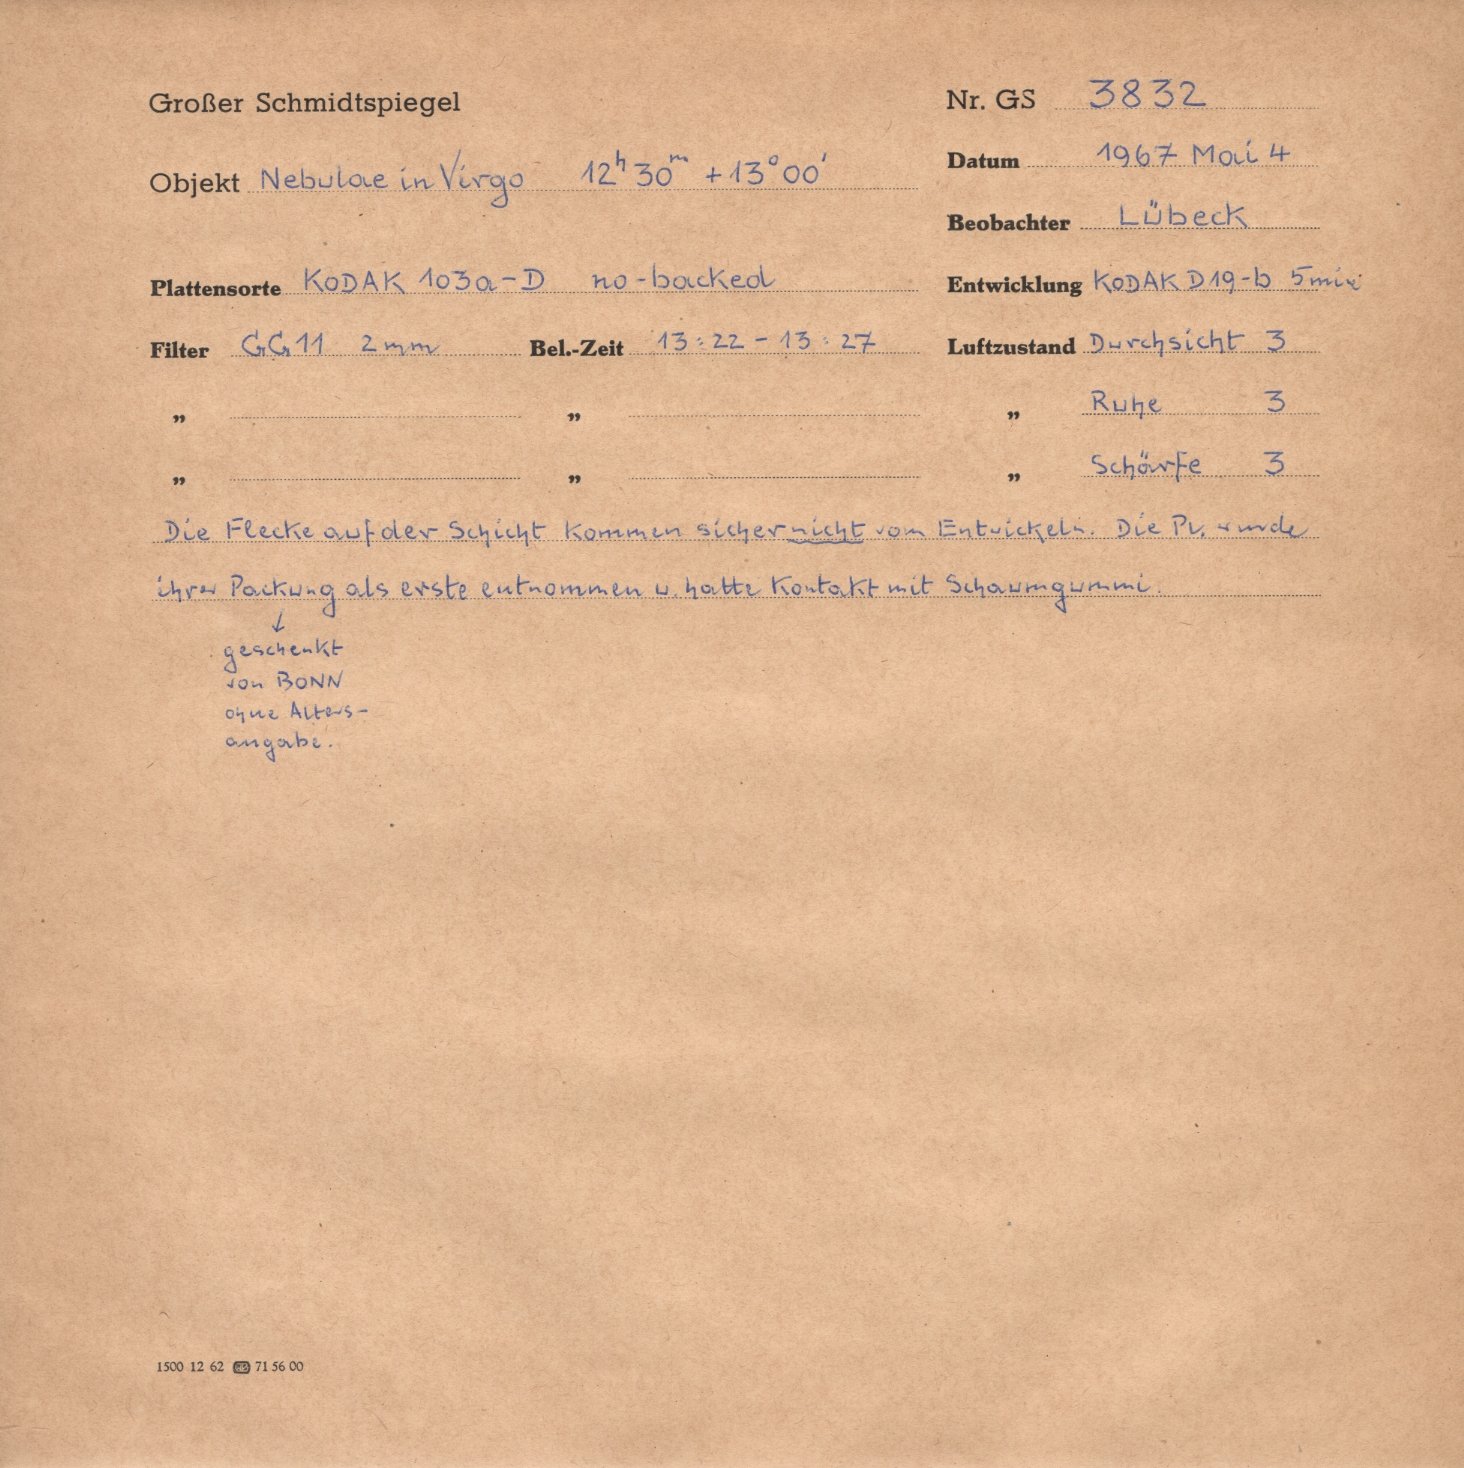 Großer Schmidtspiegel
Nr. GS 3832
Objekt Nebulae in Virgo 12h 30m +13°00'
Datum 1967 Mai 4
Beobachter Lübeck
Plattensorte KODAK 103a-D no-backed
Entwicklung KODAK D19-b 5min
Filter GG11 2mm Bel.-Zeit 13:22 - 13:27 Luftzustand Durchsicht 3
„ „ „ Ruhe 3
„ „ „ Schärfe 3
Die Flecke auf der Schicht kommen sicher nicht vom Entwickeln. Die Pl. wurde
ihrer Packung als erste entnommen u. hatte Kontakt mit Schaumgummi.
↓
geschenkt
von BONN
ohne Alters-
angabe.
1500 12 62 71 56 00